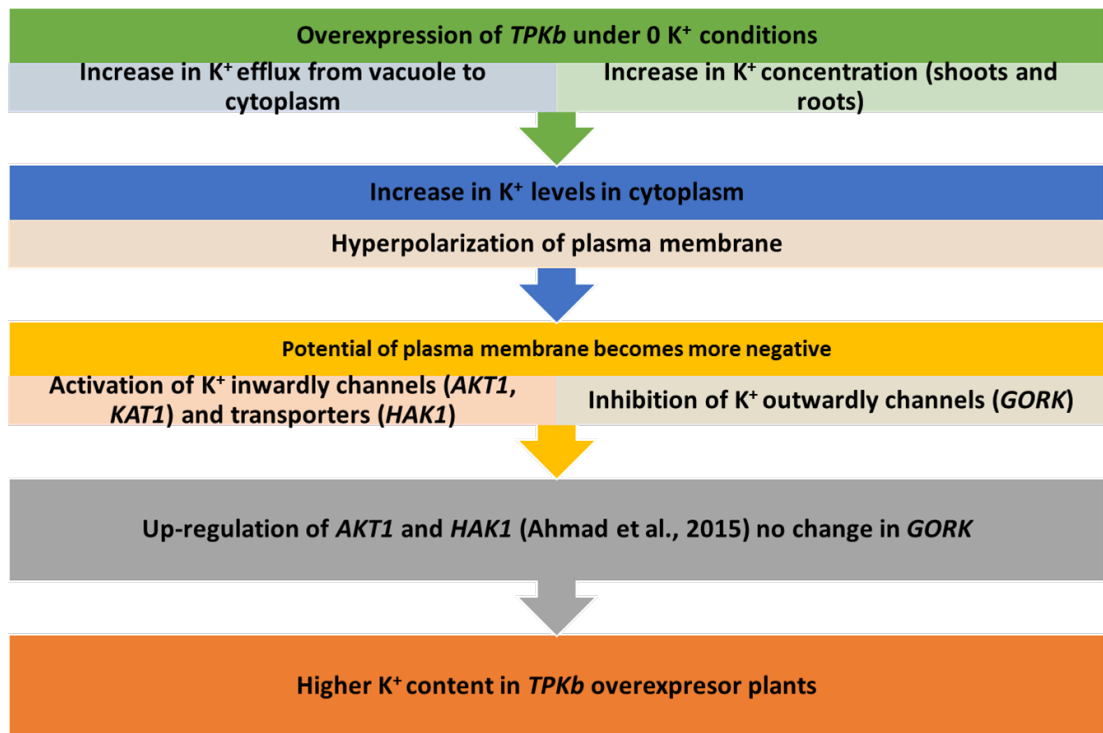 Overexpression of TPKb under 0 K⁺ conditions
Increase in K⁺ efflux from vacuole to
cytoplasm
Increase in K⁺ concentration (shoots and
roots)
Increase in K⁺ levels in cytoplasm
Hyperpolarization of plasma membrane
Potential of plasma membrane becomes more negative
Activation of K⁺ inwardly channels (AKT1,
KAT1) and transporters (HAK1)
Inhibition of K⁺ outwardly channels (GORK)
Up-regulation of AKT1 and HAK1 (Ahmad et al., 2015) no change in GORK
Higher K⁺ content in TPKb overexpresor plants